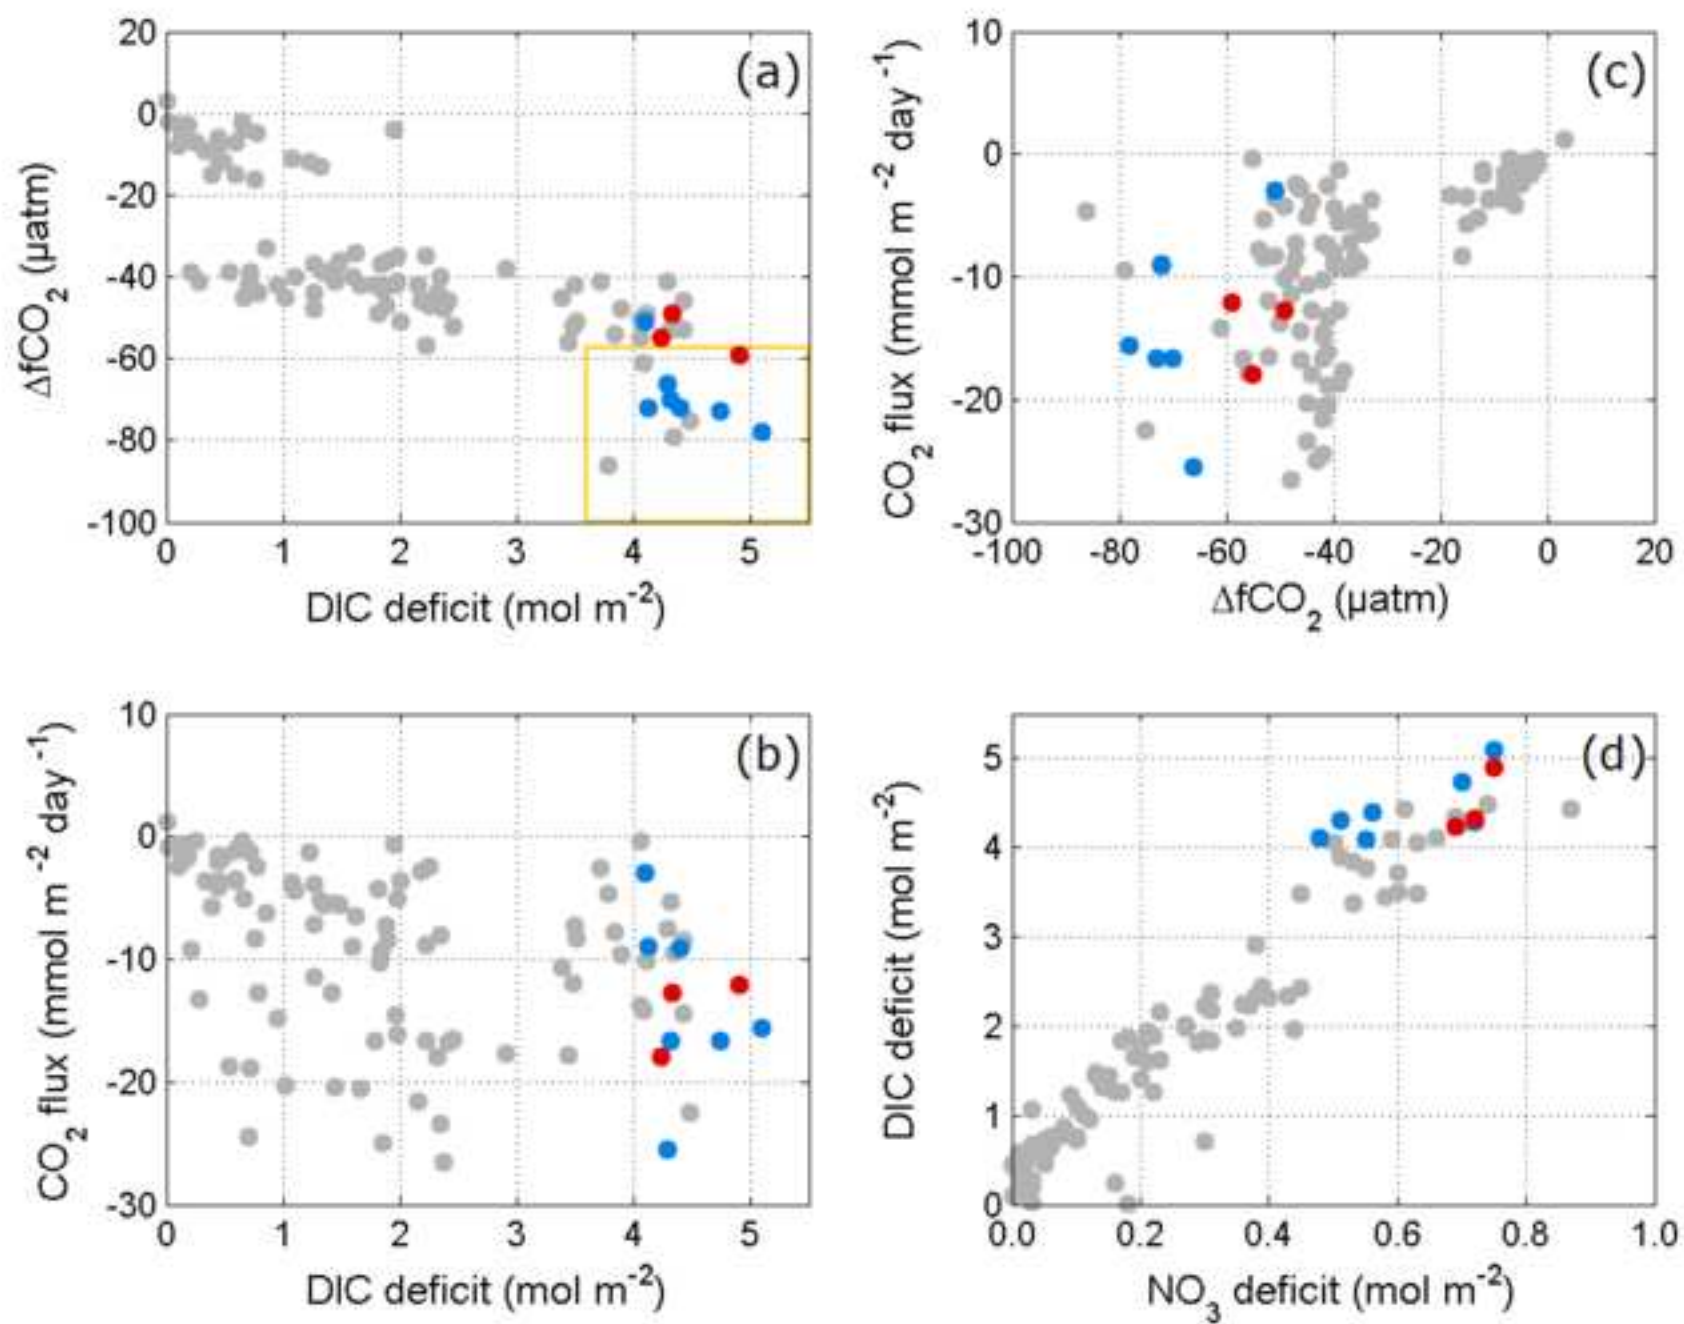 (a)
20
0
-20
-40
-60
-80
-100
ΔfCO2 (µatm)
0 1 2 3 4 5
DIC deficit (mol m-2)
(c)
10
0
-10
-20
-30
CO2 flux (mmol m-2 day-1)
-100 -80 -60 -40 -20 0 20
ΔfCO2 (µatm)
(b)
10
0
-10
-20
-30
CO2 flux (mmol m-2 day-1)
0 1 2 3 4 5
DIC deficit (mol m-2)
(d)
5
4
3
2
1
0
DIC deficit (mol m-2)
0.0 0.2 0.4 0.6 0.8 1.0
NO3 deficit (mol m-2)